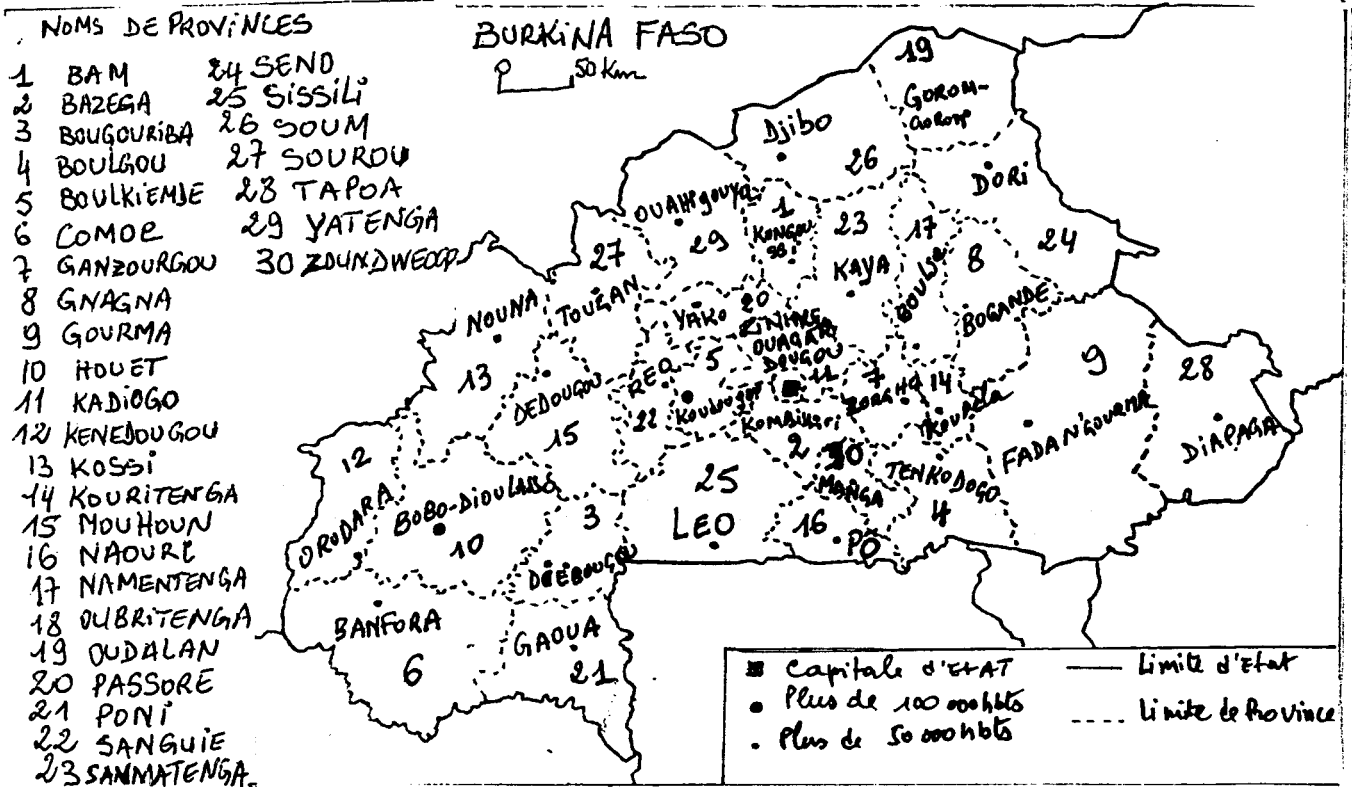 NOMS DE PROVINCES
1 BAM
2 BAZEGA
3 BOUGOURIBA
4 BOULGOU
5 BOULKIEMDE
6 COMOE
7 GANZOURGOU
8 GNAGNA
9 GOURMA
10 HOUET
11 KADIOGO
12 KENEDOUGOU
13 KOSSI
14 KOURITENGA
15 MOUHOUN
16 NAOURI
17 NAMENTENGA
18 OUBRITENGA
19 OUDALAN
20 PASSORE
21 PONI
22 SANGUIE
23 SANMATENGA
24 SENO
25 SISSILI
26 SOUM
27 SOUROU
28 TAPOA
29 YATENGA
30 ZOUNDWEOGO
BURKINA FASO
0 50 Km
19
GOROM-
GOROM
Djibo
26
DORI
24
OUAHIGOUYA
29
1
KONGOU
SSI
23
KAYA
17
BOULSA
8
BOGANDE
27
TOUGAN
NOUNA
13
YAKO
20
ZINIARE
OUAGA
DOUGOU
11
5
KOUDOUGOU
REO
22
DEDOUGOU
15
7
ZORGHO
14
KOUPELA
9
FADAN'GOURMA
28
DIAPAGA
KOMBISSIRI
2
30
MANGA
TENKODOGO
4
25
LEO
16
PO
12
ORODARA
BOBO-DIOULASSO
10
3
DIEBOUGOU
BANFORA
6
GAOUA
21
Capitale d'ETAT
Plus de 100 000hbts
Plus de 50 000 hbts
Limite d'Etat
Limite de Province